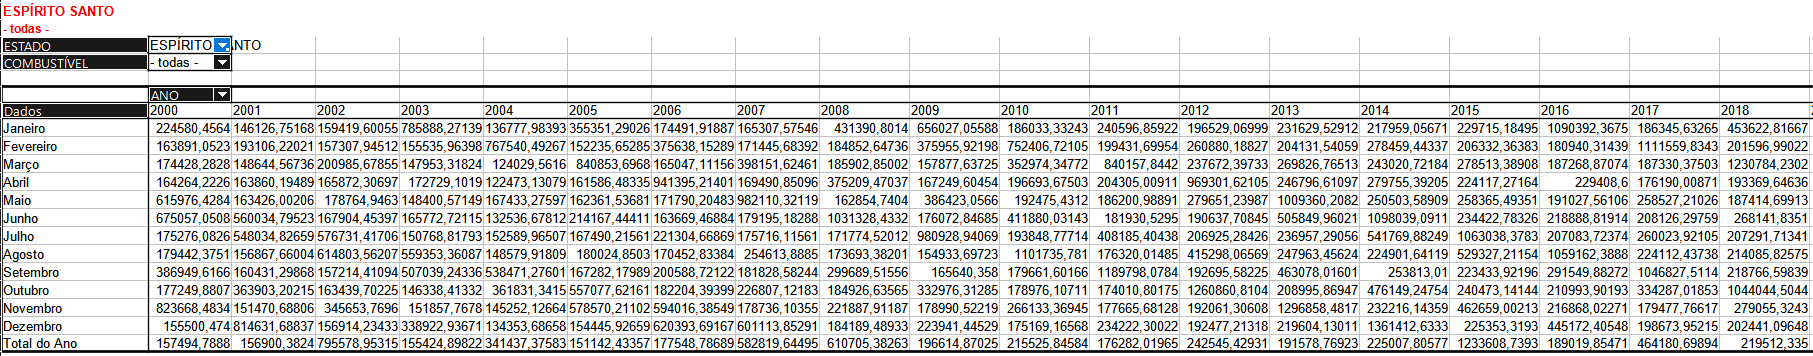 ESPÍRITO SANTO
- todas -
ESTADO ESPÍRITO SANTO
COMBUSTÍVEL - todas -
ANO
Dados 2000 2001 2002 2003 2004 2005 2006 2007 2008 2009 2010 2011 2012 2013 2014 2015 2016 2017 2018
Janeiro 224580,4564 146126,75168 159419,60055 785888,27139 136777,98393 355351,29026 174491,91887 165307,57546 431390,8014 656027,05588 186033,33243 240596,85922 196529,06999 231629,52912 217959,05671 229715,18495 1090392,3675 186345,63265 453622,81667
Fevereiro 163891,0523 193106,22021 157307,94512 155535,96398 767540,49267 152235,65285 375638,15289 171445,68392 184852,64736 375955,92198 752406,72105 199431,69954 260880,18827 204131,54059 278459,44337 206332,36383 180940,31439 1111559,8343 201596,99022
Março 174428,2828 148644,56736 200985,67855 147953,31824 124029,5616 840853,6968 165047,11156 398151,62461 185902,85002 157877,63725 352974,34772 840157,8442 237672,39733 269826,76513 243020,72184 278513,38908 187268,87074 187330,37503 1230784,2302
Abril 164264,2226 163860,19489 165872,30697 172729,1019 122473,13079 161586,48335 941395,21401 169490,85096 375209,47037 167249,60454 196693,67503 204305,00911 969301,62105 246796,61097 279755,39205 224117,27164 229408,6 176190,00871 193369,64636
Maio 615976,4284 163426,00206 178764,9463 148400,57149 167433,27597 162361,53681 171790,20483 982110,32119 162854,7404 386423,0566 192475,4312 186200,98891 279651,23987 1009360,2082 250503,58909 258365,49351 191027,56106 258527,21026 187414,69913
Junho 675057,0508 560034,79523 167904,45397 165772,72115 132536,67812 214167,44411 163669,46884 179195,18288 1031328,4332 176072,84685 411880,03143 181930,5295 190637,70845 505849,96021 1098039,0911 234422,78326 218888,81914 208126,29759 268141,8351
Julho 175276,0826 548034,82659 576731,41706 150768,81793 152589,96507 167490,21561 221304,66869 175716,11561 171774,52012 980928,94069 193848,77714 408185,40438 206925,28426 236957,29056 541769,88249 1063038,3783 207083,72374 260023,92105 207291,71341
Agosto 179442,3751 156867,66004 614803,56207 559353,36087 148579,91809 180024,8503 170452,83384 254613,8885 173693,38201 154933,69723 1101735,781 176320,01485 415298,06569 247963,45624 224901,64119 529327,21154 1059162,3888 224112,43738 214085,82575
Setembro 386949,6166 160431,29868 157214,41094 507039,24336 538471,27601 167282,17989 200588,72122 181828,58244 299689,51556 165640,358 179661,60166 1189798,0784 192695,58225 463078,01601 253813,01 223433,92196 291549,88272 1046827,5114 218766,59839
Outubro 177249,8807 363903,20215 163439,70225 146338,41332 361831,3415 557077,62161 182204,39399 226807,12183 184926,63565 332976,31285 178976,10711 174010,80175 1260860,8104 208995,86947 476149,24754 240473,14144 210993,90193 334287,01853 1044044,5044
Novembro 823668,4834 151470,68806 345653,7696 151857,7678 145252,12664 578570,21102 594016,38549 178736,10355 221887,91187 178990,52219 266133,36945 177665,68128 192061,30608 1296858,4817 232216,14359 462659,00213 216868,02271 179477,76617 279055,3243
Dezembro 155500,474 814631,68837 156914,23433 338922,93671 134353,68658 154445,92659 620393,69167 601113,85291 184189,48933 223941,44529 175169,16568 234222,30022 192477,21318 219604,13011 1361412,6333 225353,3193 445172,40548 198673,95215 202441,09648
Total do Ano 157494,7888 156900,3824 795578,95315 155424,89822 341437,37583 151142,43357 177548,78689 582819,64495 610705,38263 196614,87025 215525,84584 176282,01965 242545,42931 191578,76923 225007,80577 1233608,7393 189019,85471 464180,69894 219512,335